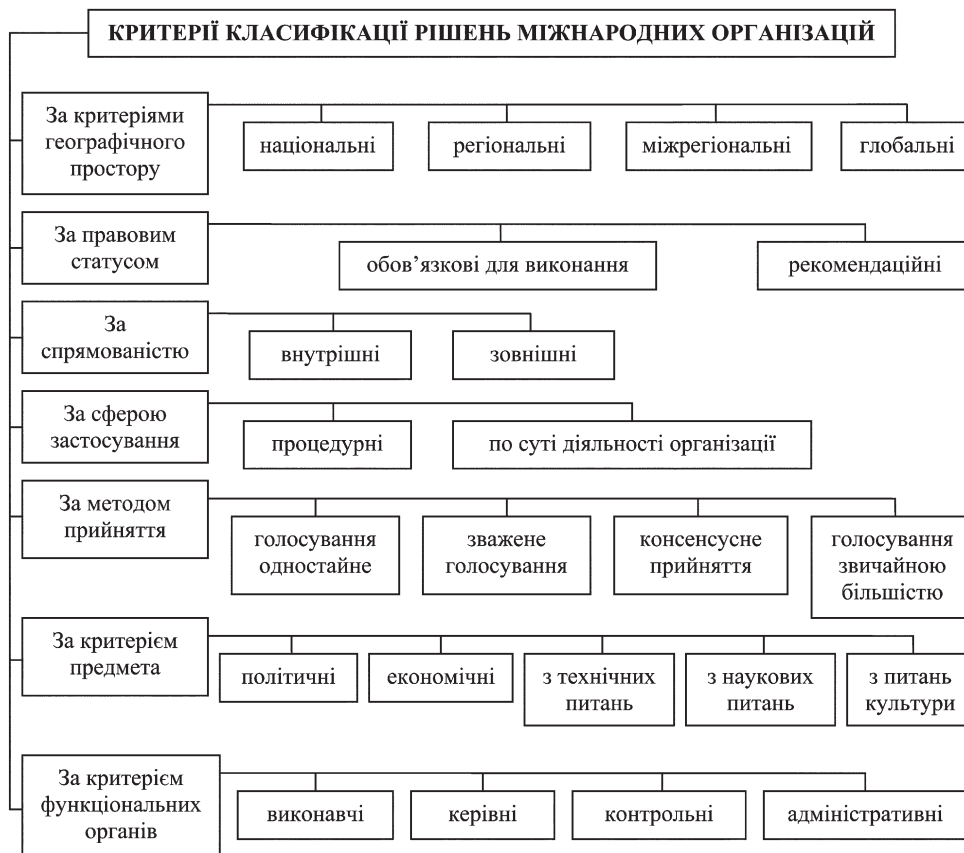 КРИТЕРІЇ КЛАСИФІКАЦІЇ РІШЕНЬ МІЖНАРОДНИХ ОРГАНІЗАЦІЙ
За критеріями
географічного
простору
національні
регіональні
міжрегіональні
глобальні
За правовим
статусом
обов’язкові для виконання
рекомендаційні
За
спрямованістю
внутрішні
зовнішні
За сферою
застосування
процедурні
по суті діяльності організації
За методом
прийняття
голосування
одностайне
зважене
голосування
консенсусне
прийняття
голосування
звичайною
більшістю
За критерієм
предмета
політичні
економічні
з технічних
питань
з наукових
питань
з питань
культури
За критерієм
функціональних
органів
виконавчі
керівні
контрольні
адміністративні